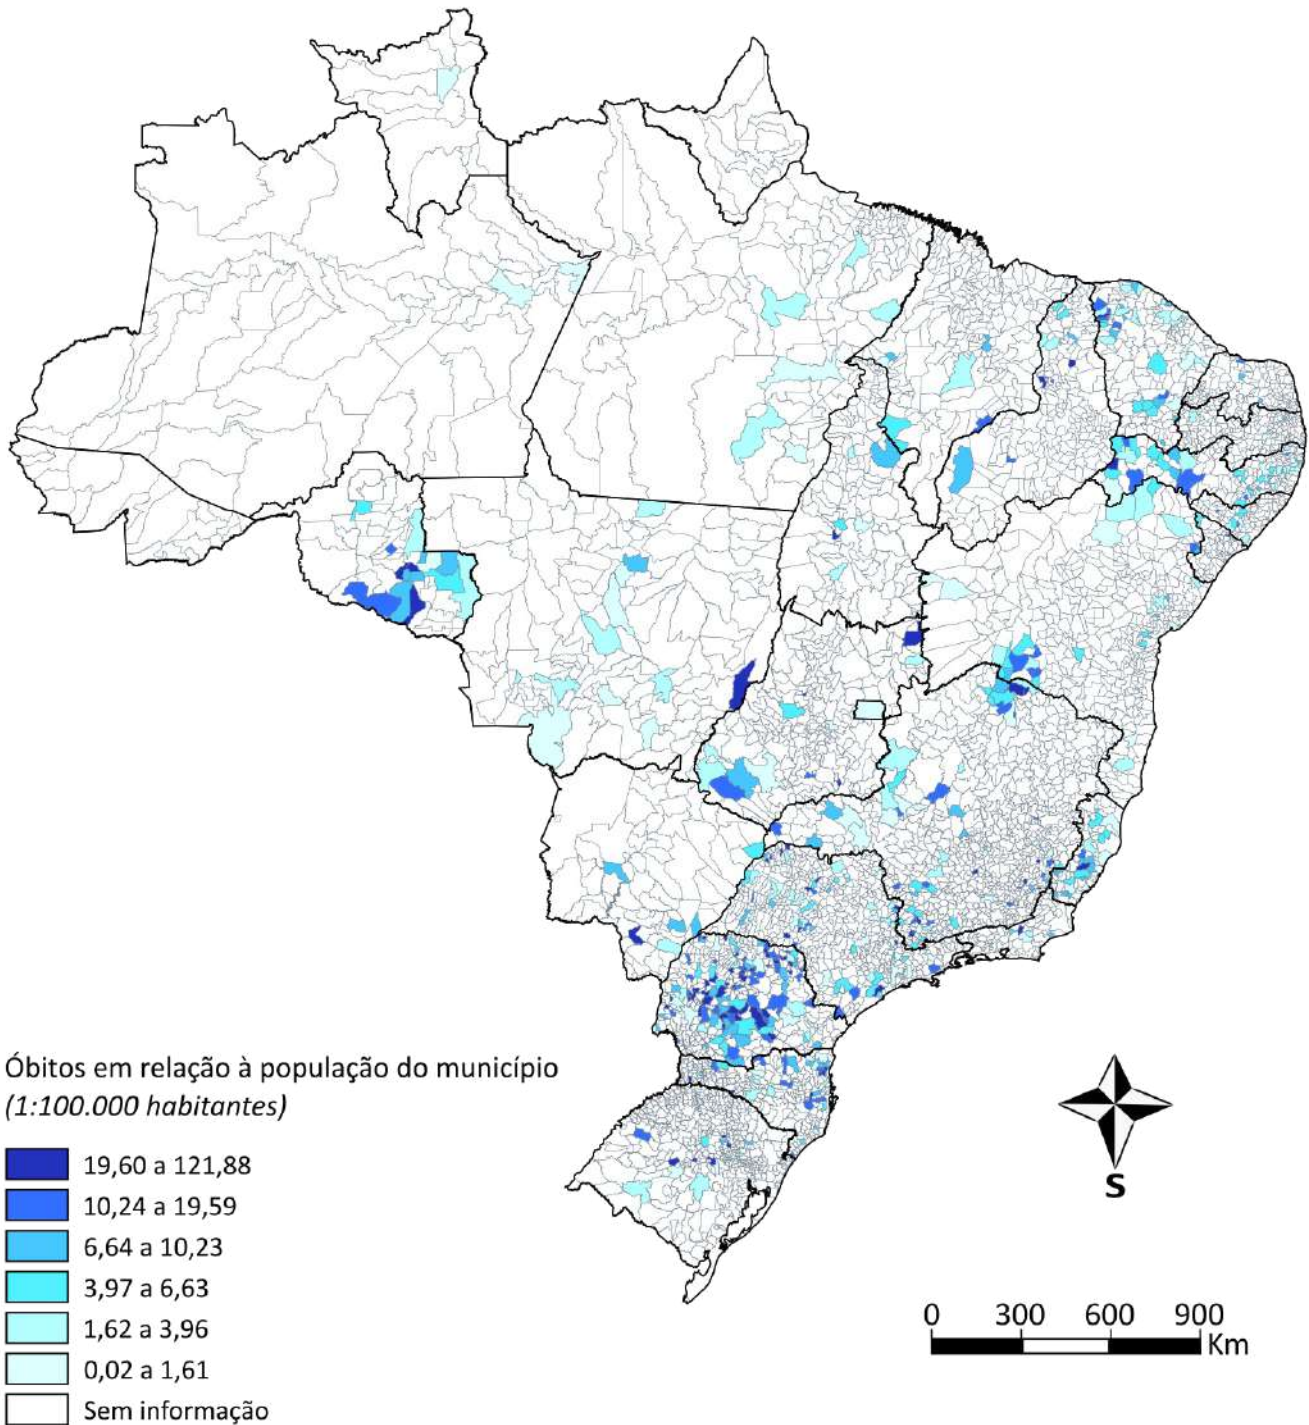 Óbitos em relação à população do município
(1:100.000 habitantes)
19,60 a 121,88
10,24 a 19,59
6,64 a 10,23
3,97 a 6,63
1,62 a 3,96
0,02 a 1,61
Sem informação
S
0 300 600 900
Km